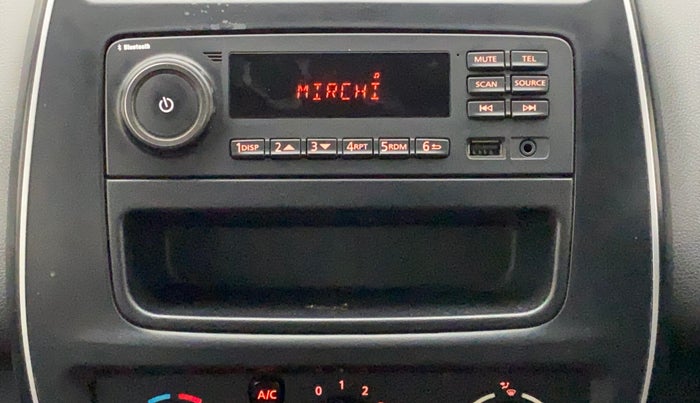 Bluetooth
MIRCHI
MUTE TEL
SCAN SOURCE
1DISP 2 3 4RPT 5RDM 6
A/C 0 1 2